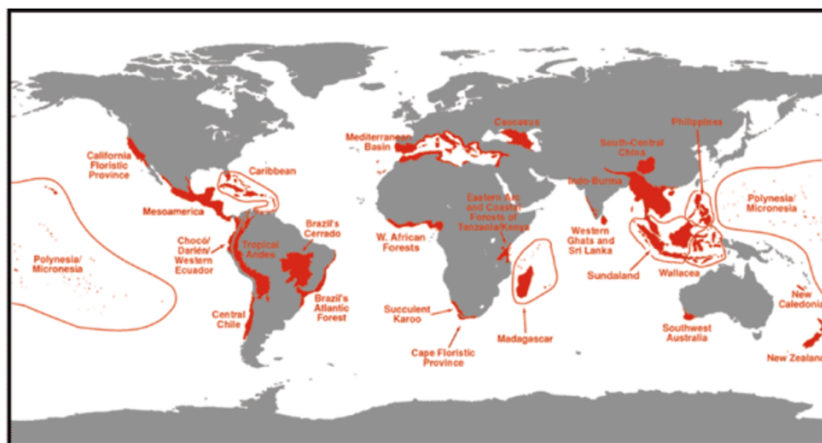 California
Floristic
Province
Caribbean
Mesoamerica
Polynesia/
Micronesia
Chocó/
Darién/
Western
Ecuador
Tropical
Andes
Brazil's
Cerrado
Central
Chile
Brazil's
Atlantic
Forest
Mediterranean
Basin
Caucasus
W. African
Forests
Eastern Arc
and Coastal
Forests of
Tanzania/Kenya
Succulent
Karoo
Cape Floristic
Province
Madagascar
Philippines
South-Central
China
Indo-Burma
Western
Ghats and
Sri Lanka
Sundaland
Wallacea
Polynesia/
Micronesia
Southwest
Australia
New
Caledonia
New Zealand